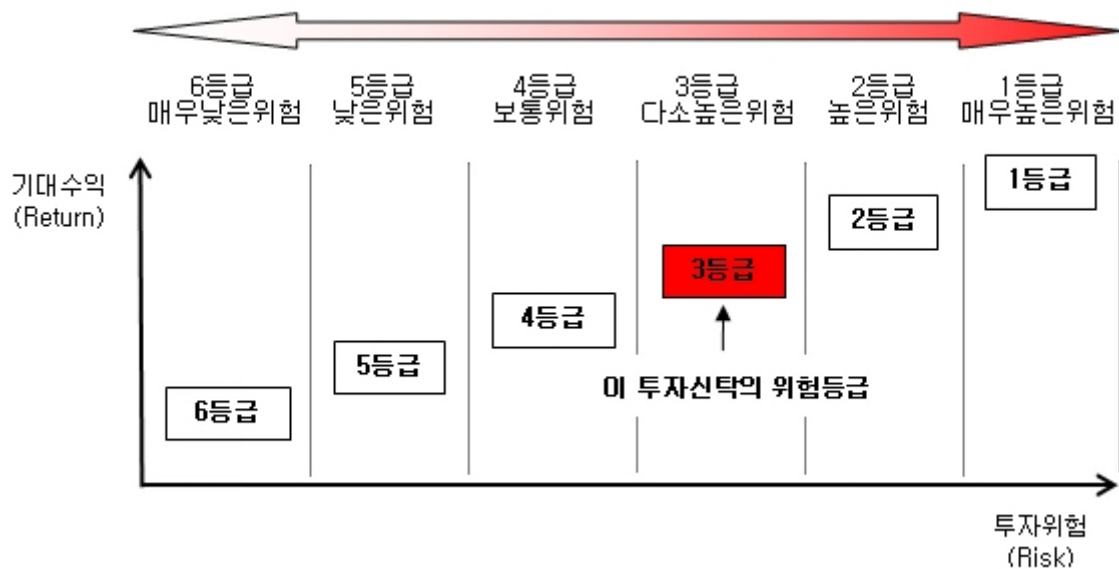 6등급 5등급 4등급 3등급 2등급 1등급
매우낮은위험 낮은위험 보통위험 다소높은위험 높은위험 매우높은위험
기대수익
(Return)
1등급
2등급
3등급
4등급
5등급
6등급
이 투자신탁의 위험등급
투자위험
(Risk)